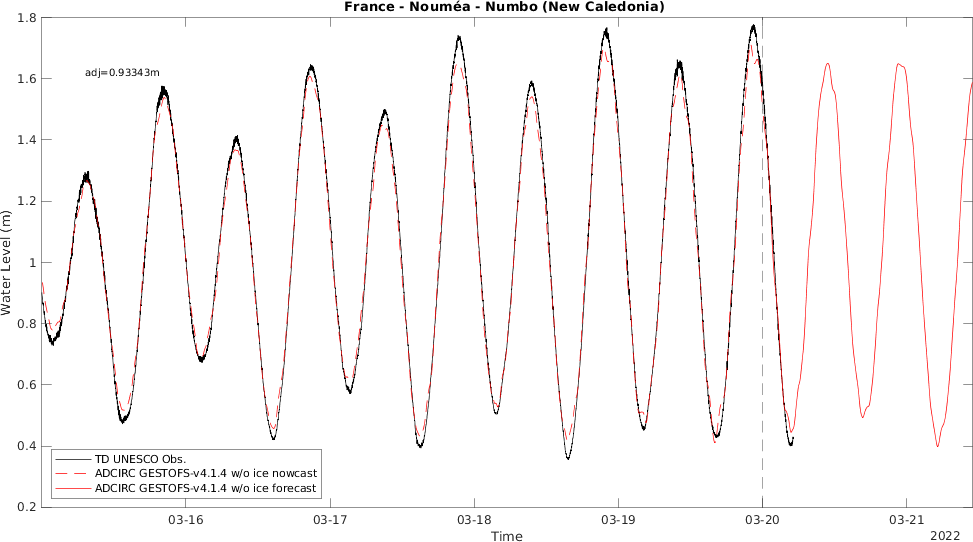 France - Nouméa - Numbo (New Caledonia)
1.8
adj=0.93343m
1.6
1.4
1.2
1
0.8
0.6
0.4
0.2
Water Level (m)
TD UNESCO Obs.
ADCIRC GESTOFS-v4.1.4 w/o ice nowcast
ADCIRC GESTOFS-v4.1.4 w/o ice forecast
03-16 03-17 03-18 03-19 03-20 03-21
Time
2022